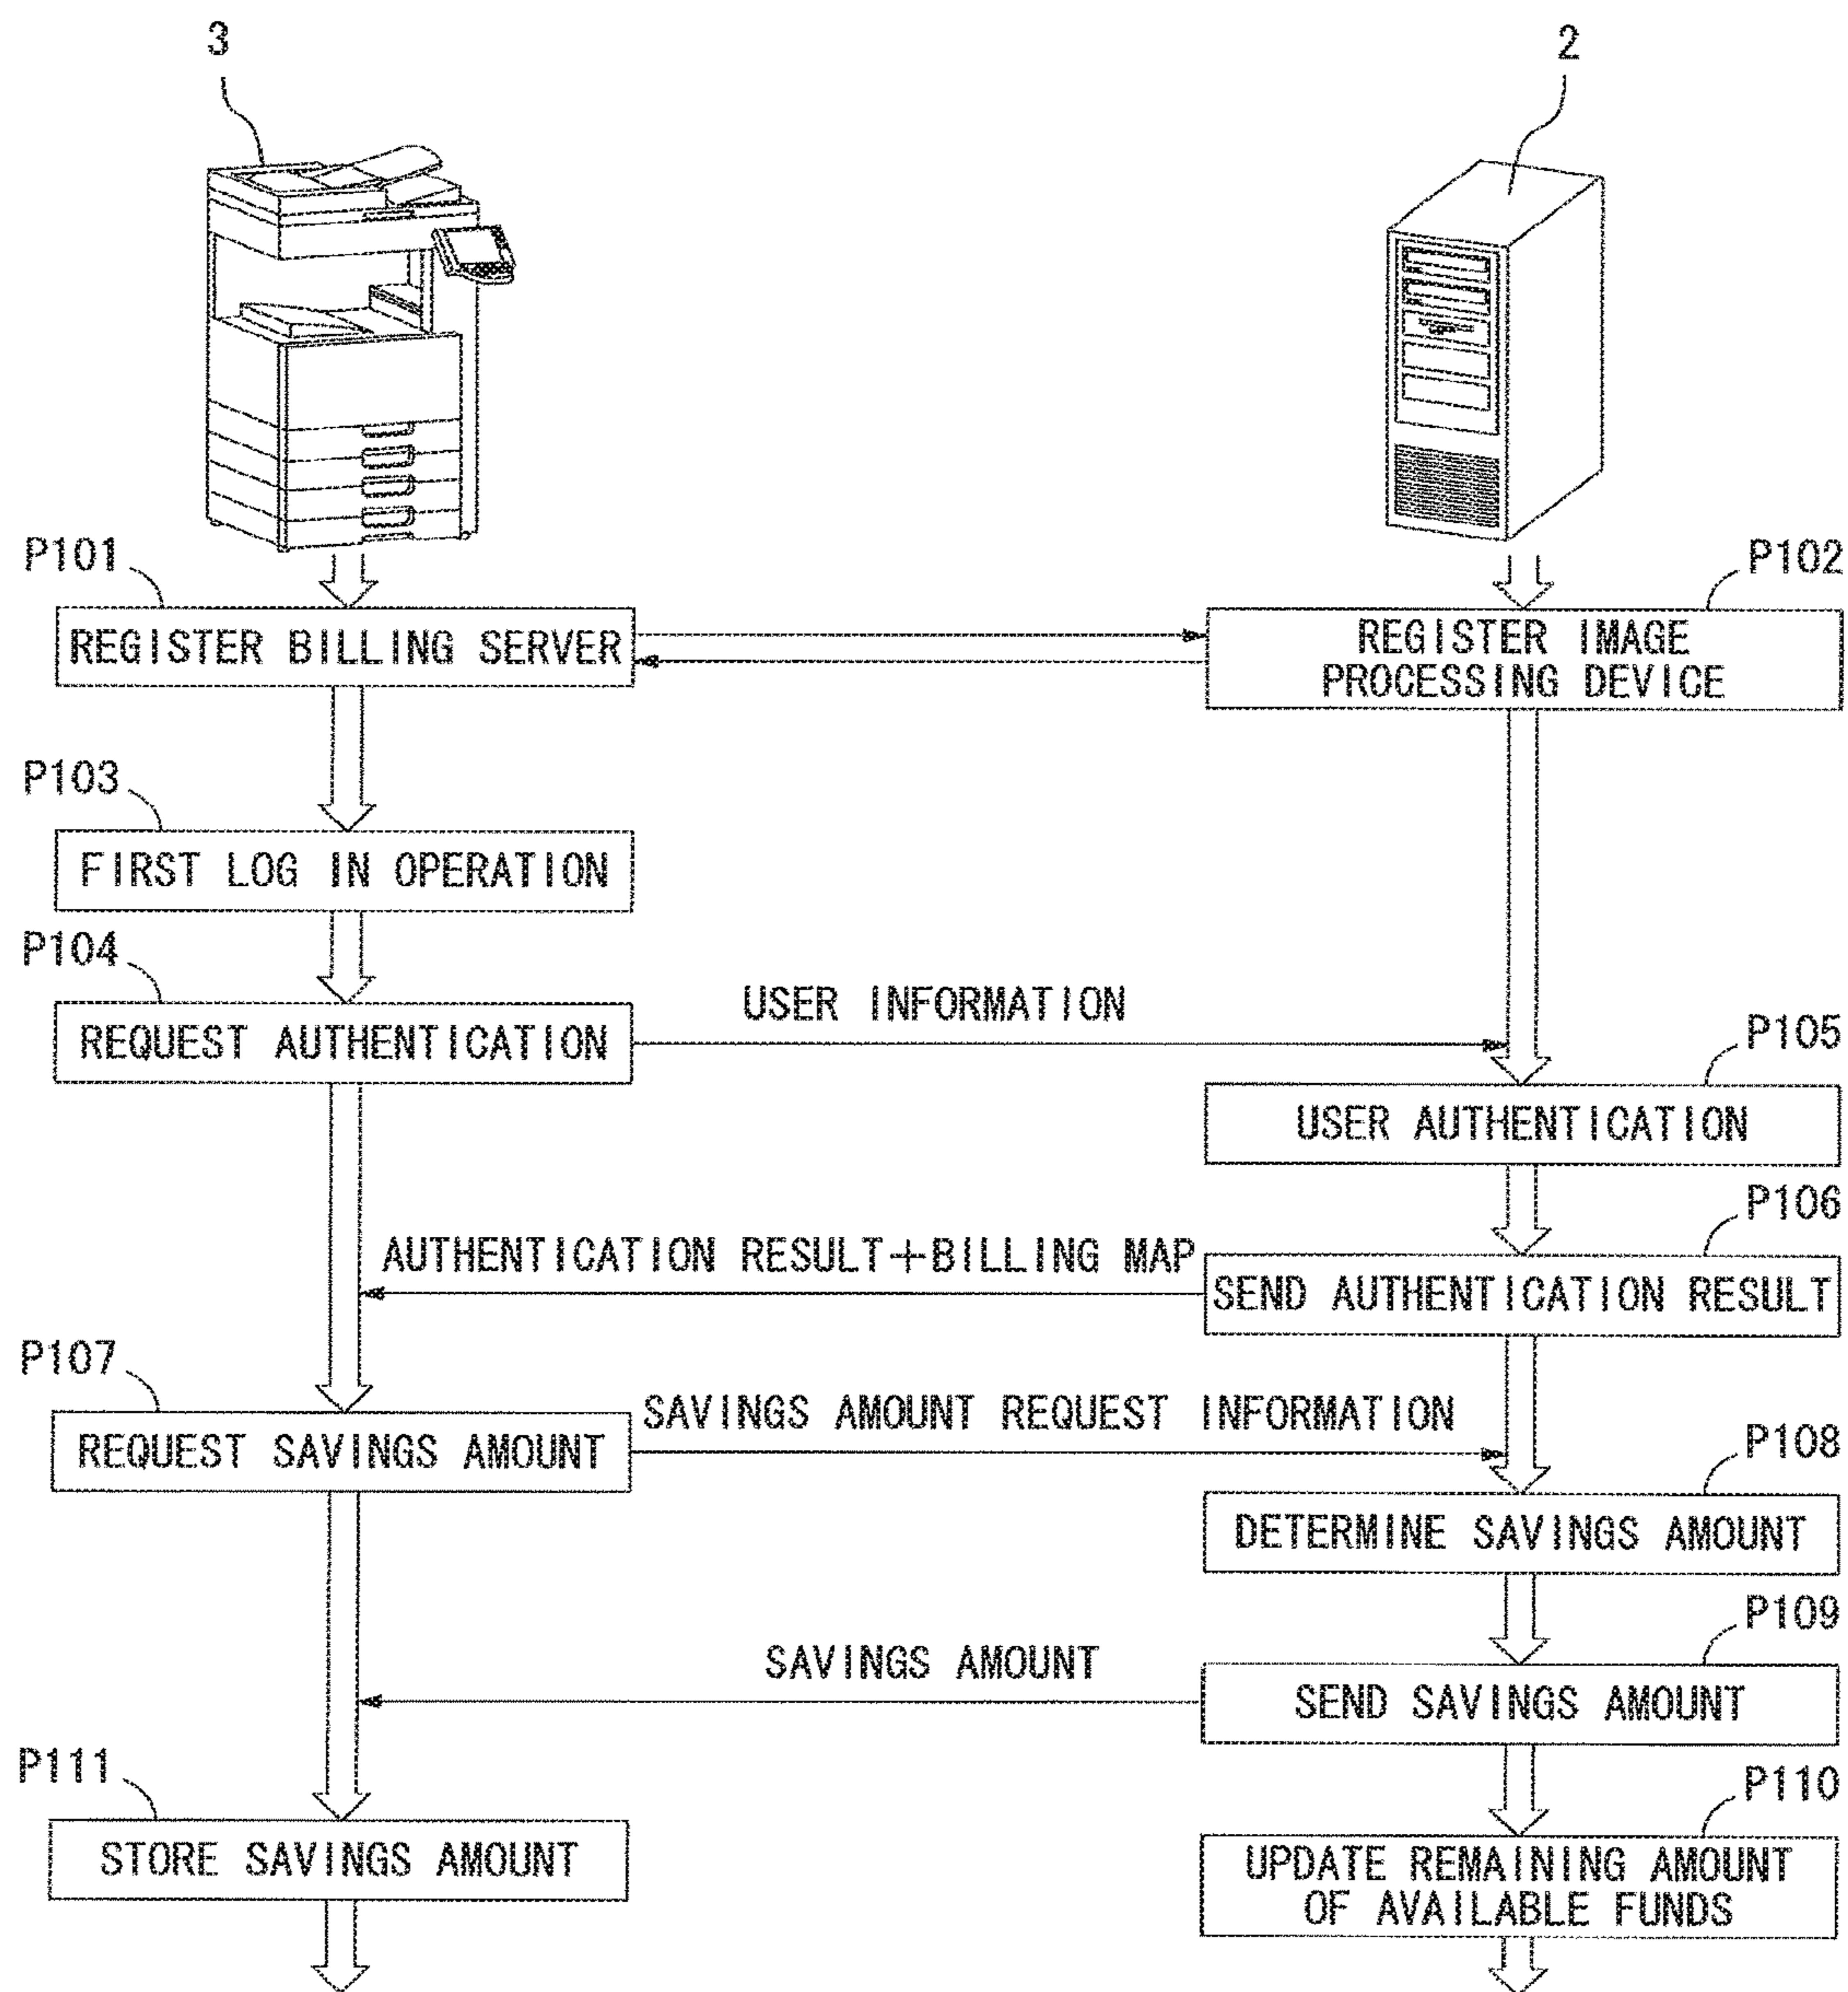 3
2
P101
P102
REGISTER BILLING SERVER
REGISTER IMAGE
PROCESSING DEVICE
P103
FIRST LOG IN OPERATION
P104
USER INFORMATION
REQUEST AUTHENTICATION
P105
USER AUTHENTICATION
P106
AUTHENTICATION RESULT+BILLING MAP
SEND AUTHENTICATION RESULT
P107
SAVINGS AMOUNT REQUEST INFORMATION
REQUEST SAVINGS AMOUNT
P108
DETERMINE SAVINGS AMOUNT
P109
SAVINGS AMOUNT
SEND SAVINGS AMOUNT
P111
P110
STORE SAVINGS AMOUNT
UPDATE REMAINING AMOUNT
OF AVAILABLE FUNDS